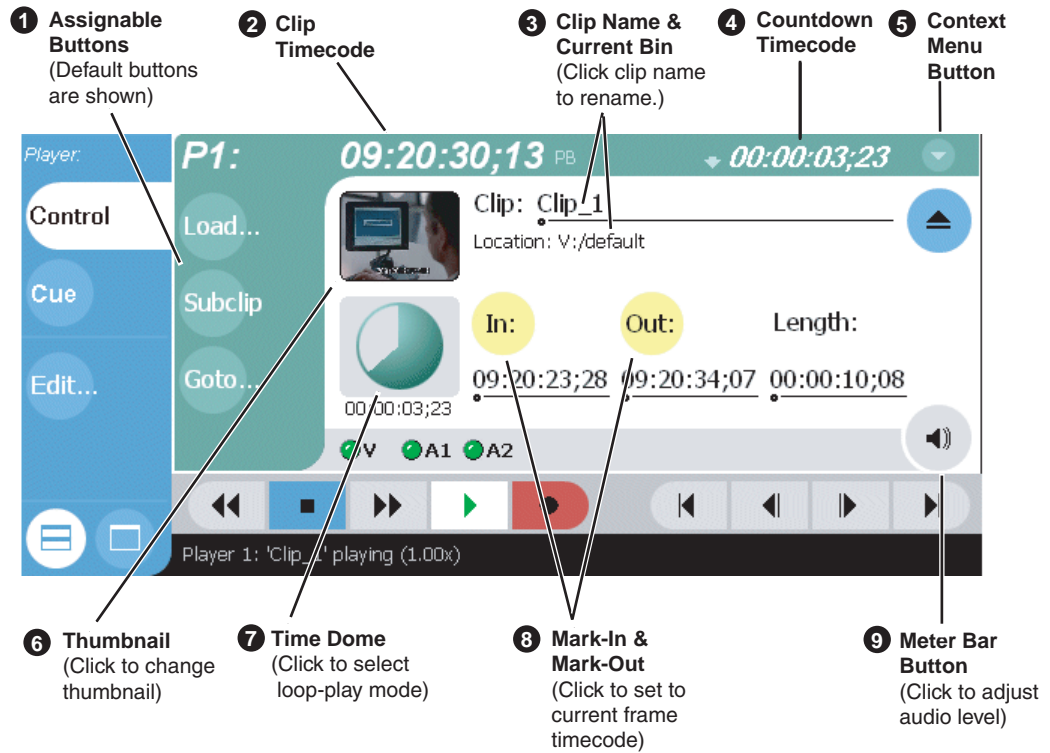 1 Assignable
Buttons
(Default buttons
are shown)
2 Clip
Timecode
3 Clip Name &
Current Bin
(Click clip name
to rename.)
4 Countdown
Timecode
5 Context
Menu
Button
Player:
P1:
09:20:30;13 PB
00:00:03;23
Control
Cue
Edit...
Load...
Subclip
Goto...
Clip: Clip_1
Location: V:/default
In:
Out:
Length:
09:20:23;28 09:20:34;07 00:00:10;08
00:00:03;23
V A1 A2
Player 1: 'Clip_1' playing (1.00x)
6 Thumbnail
(Click to change
thumbnail)
7 Time Dome
(Click to select
loop-play mode)
8 Mark-In &
Mark-Out
(Click to set to
current frame
timecode)
9 Meter Bar
Button
(Click to adjust
audio level)